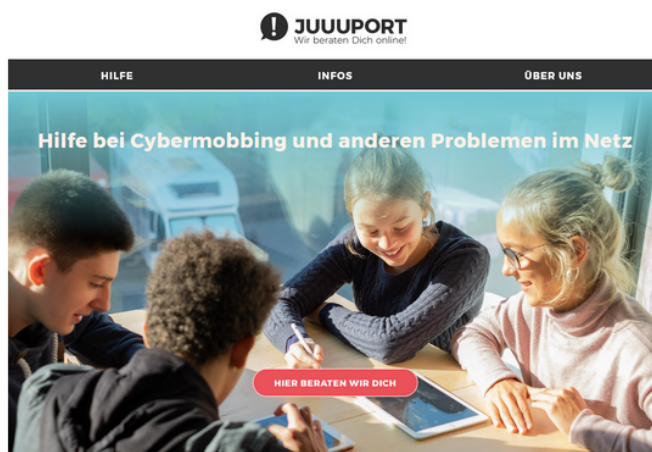 JUUUPORT
Wir beraten Dich online!
HILFE
INFOS
ÜBER UNS
Hilfe bei Cybermobbing und anderen Problemen im Netz
HIER BERATEN WIR DICH